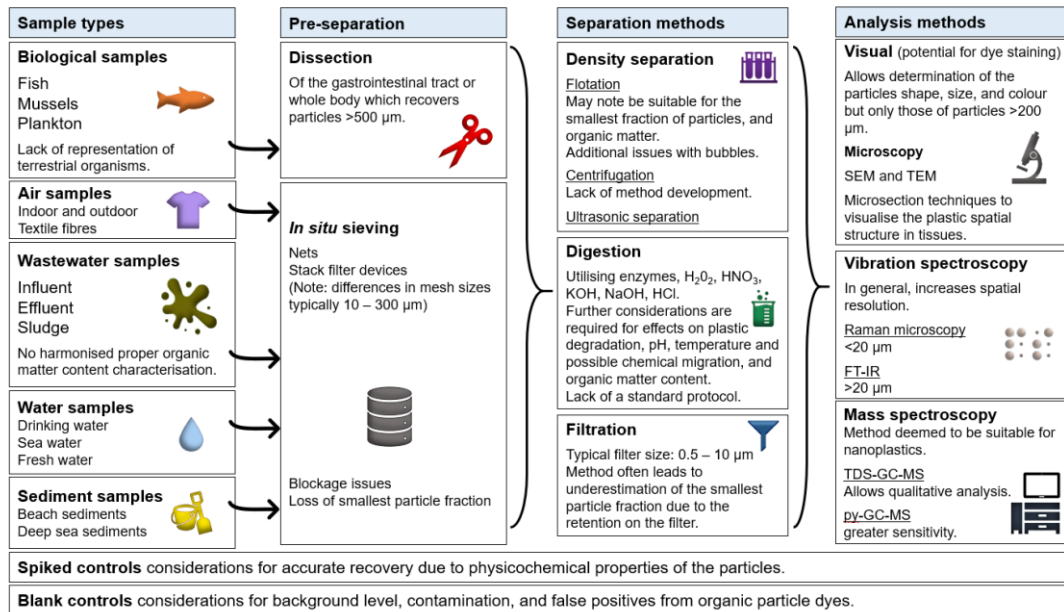 Sample types
Biological samples
Fish
Mussels
Plankton
Lack of representation of
terrestrial organisms.
Air samples
Indoor and outdoor
Textile fibres
Wastewater samples
Influent
Effluent
Sludge
No harmonised proper organic
matter content characterisation.
Water samples
Drinking water
Sea water
Fresh water
Sediment samples
Beach sediments
Deep sea sediments
Pre-separation
Dissection
Of the gastrointestinal tract or
whole body which recovers
particles >500 µm.
In situ sieving
Nets
Stack filter devices
(Note: differences in mesh sizes
typically 10 – 300 µm)
Blockage issues
Loss of smallest particle fraction
Separation methods
Density separation
Flotation
May note be suitable for the
smallest fraction of particles, and
organic matter.
Additional issues with bubbles.
Centrifugation
Lack of method development.
Ultrasonic separation
Digestion
Utilising enzymes, H₂0₂, HNO₃,
KOH, NaOH, HCl.
Further considerations are
required for effects on plastic
degradation, pH, temperature and
possible chemical migration, and
organic matter content.
Lack of a standard protocol.
Filtration
Typical filter size: 0.5 – 10 µm
Method often leads to
underestimation of the smallest
particle fraction due to the
retention on the filter.
Analysis methods
Visual (potential for dye staining)
Allows determination of the
particles shape, size, and colour
but only those of particles >200
µm.
Microscopy
SEM and TEM
Microsection techniques to
visualise the plastic spatial
structure in tissues.
Vibration spectroscopy
In general, increases spatial
resolution.
Raman microscopy
<20 µm
FT-IR
>20 µm
Mass spectroscopy
Method deemed to be suitable for
nanoplastics.
TDS-GC-MS
Allows qualitative analysis.
py-GC-MS
greater sensitivity.
Spiked controls considerations for accurate recovery due to physicochemical properties of the particles.
Blank controls considerations for background level, contamination, and false positives from organic particle dyes.